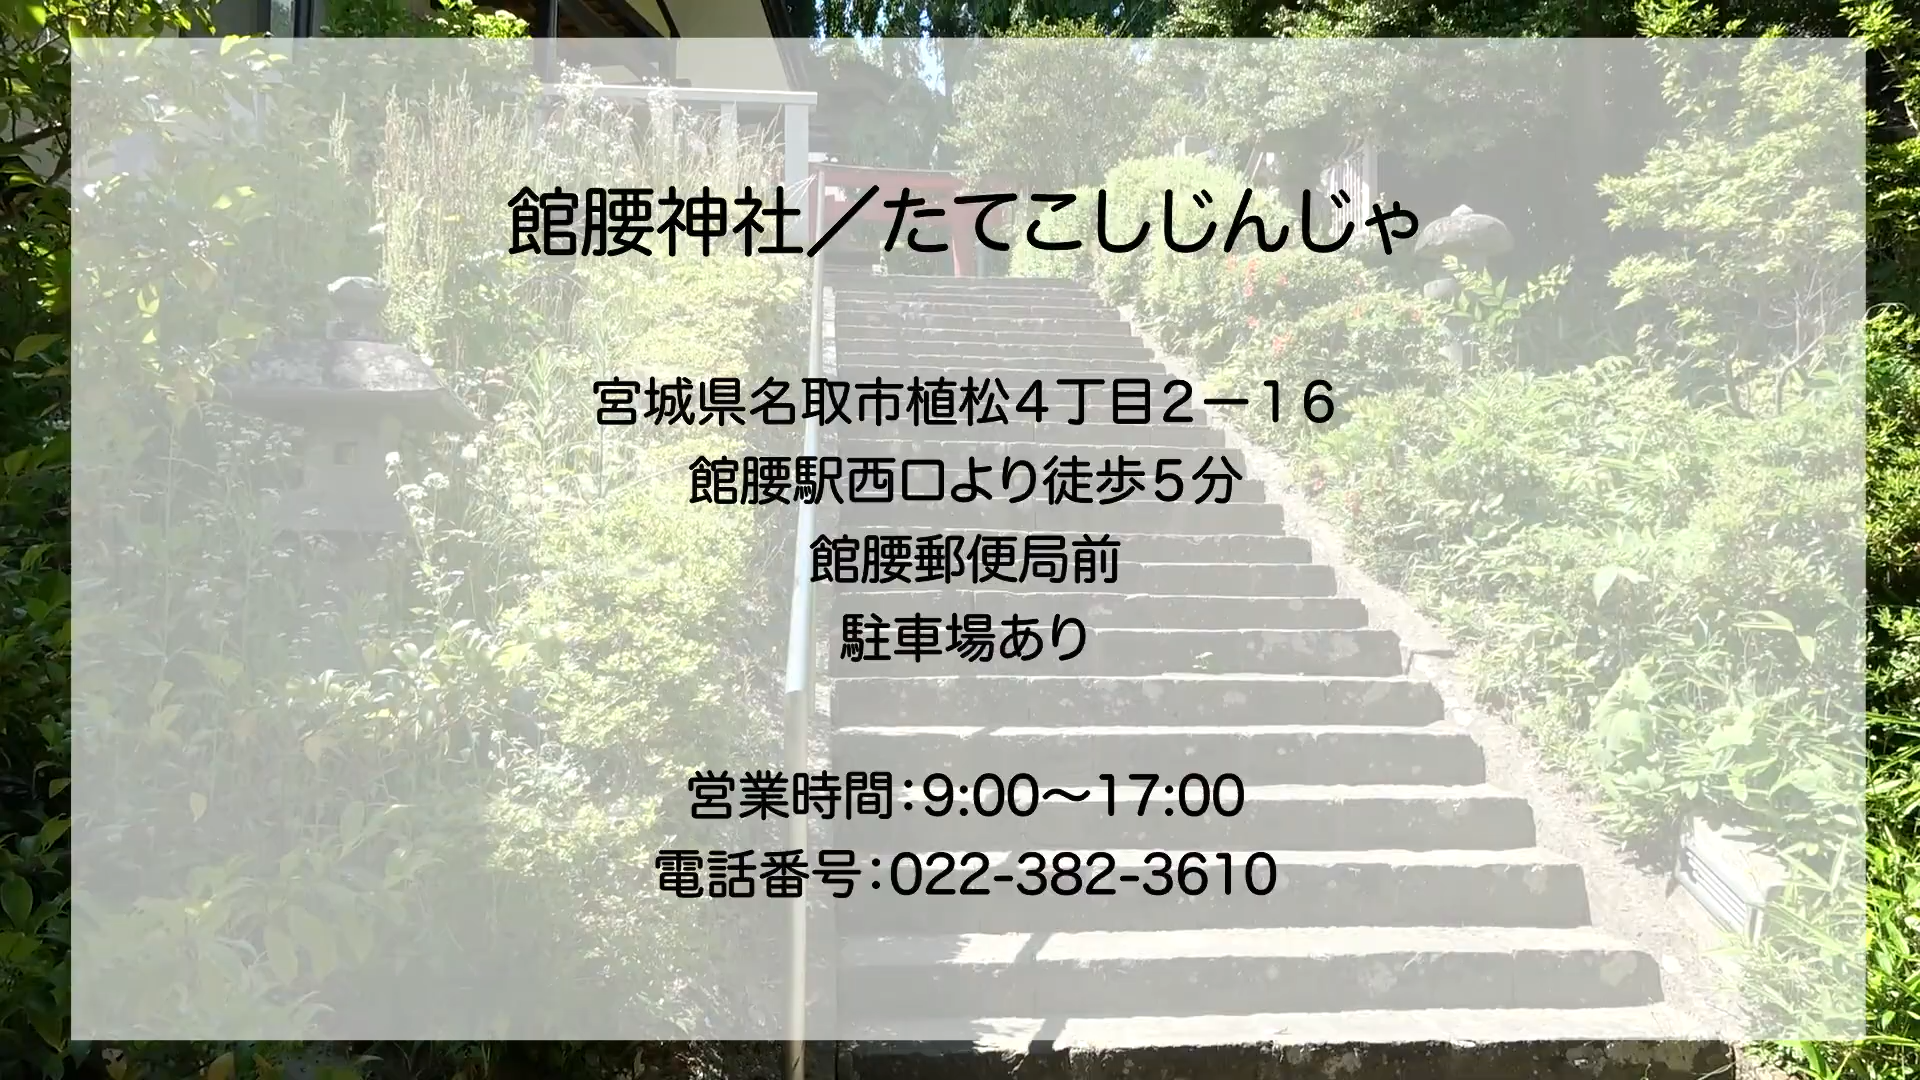 館腰神社／たてこしじんじゃ
宮城県名取市植松４丁目２ー１６
館腰駅西口より徒歩５分
館腰郵便局前
駐車場あり
営業時間：9:00〜17:00
電話番号：022-382-3610